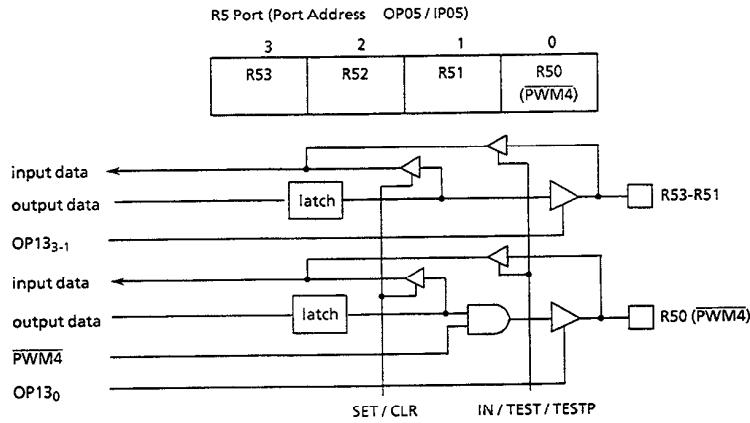 R5 Port (Port Address OP05 / IP05)
3 2 1 0
R53 R52 R51 R50
(PWM4)
input data
output data latch R53-R51
OP13₃₋₁
input data
output data latch R50 (PWM4)
PWM4
OP13₀
SET / CLR IN / TEST / TESTP